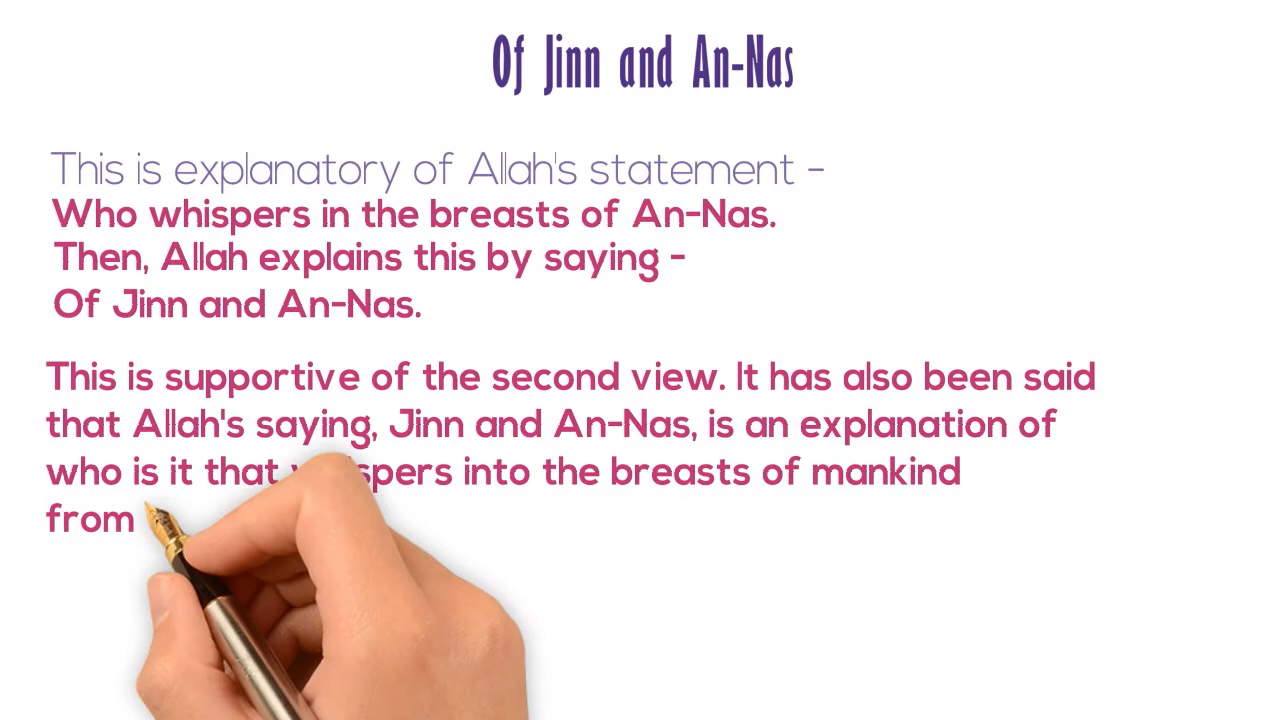 Of Jinn and An-Nas
This is explanatory of Allah's statement -
Who whispers in the breasts of An-Nas.
Then, Allah explains this by saying -
Of Jinn and An-Nas.
This is supportive of the second view. It has also been said
that Allah's saying, Jinn and An-Nas, is an explanation of
who is it that whispers into the breasts of mankind
from